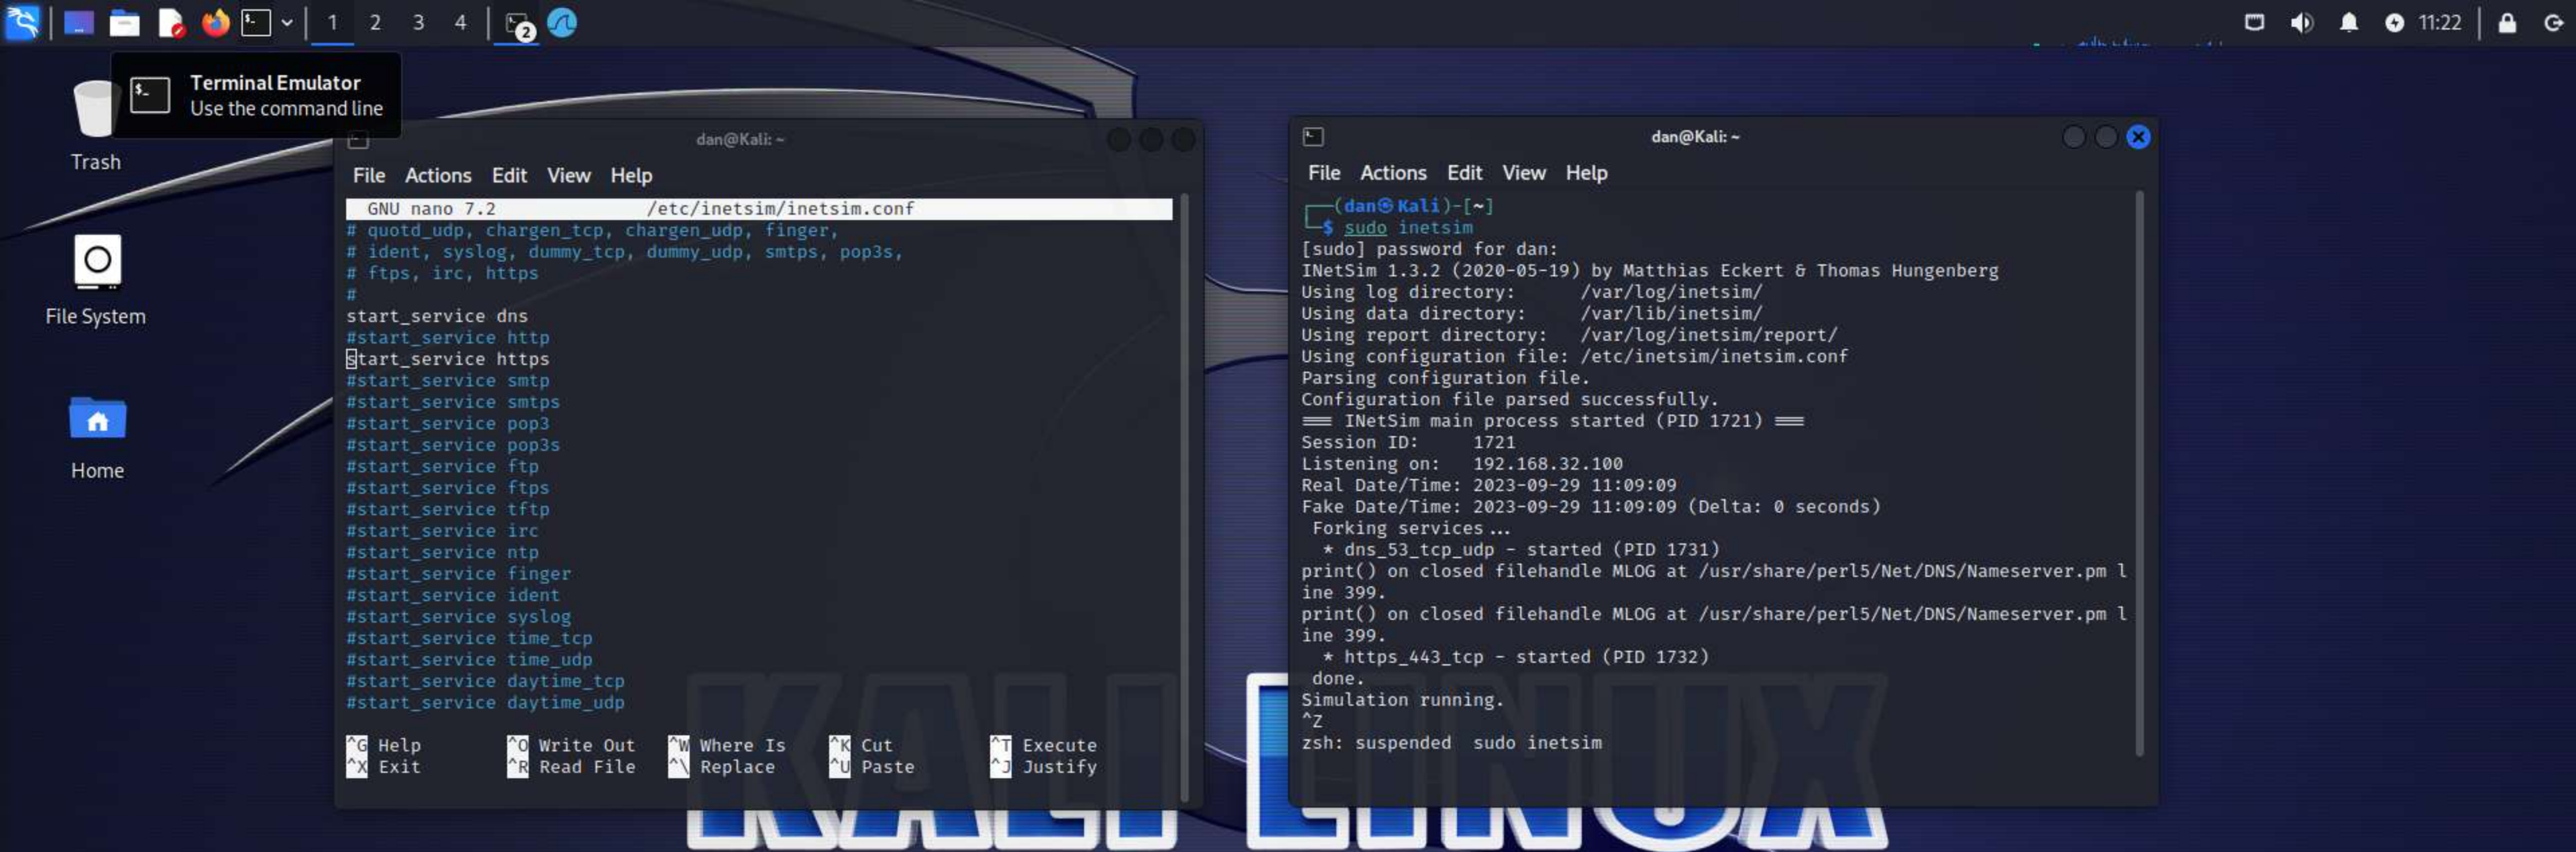 1 2 3 4 2 11:22
Terminal Emulator
Use the command line
Trash
File System
Home
dan@Kali: ~
File Actions Edit View Help
GNU nano 7.2 /etc/inetsim/inetsim.conf
# quotd_udp, chargen_tcp, chargen_udp, finger,
# ident, syslog, dummy_tcp, dummy_udp, smtps, pop3s,
# ftps, irc, https
#
start_service dns
#start_service http
start_service https
#start_service smtp
#start_service smtps
#start_service pop3
#start_service pop3s
#start_service ftp
#start_service ftps
#start_service tftp
#start_service irc
#start_service ntp
#start_service finger
#start_service ident
#start_service syslog
#start_service time_tcp
#start_service time_udp
#start_service daytime_tcp
#start_service daytime_udp
^G Help ^O Write Out ^W Where Is ^K Cut ^T Execute
^X Exit ^R Read File ^\ Replace ^U Paste ^J Justify
dan@Kali: ~
File Actions Edit View Help
┌──(dan㉿Kali)-[~]
└─$ sudo inetsim
[sudo] password for dan:
INetSim 1.3.2 (2020-05-19) by Matthias Eckert & Thomas Hungenberg
Using log directory: /var/log/inetsim/
Using data directory: /var/lib/inetsim/
Using report directory: /var/log/inetsim/report/
Using configuration file: /etc/inetsim/inetsim.conf
Parsing configuration file.
Configuration file parsed successfully.
=== INetSim main process started (PID 1721) ===
Session ID: 1721
Listening on: 192.168.32.100
Real Date/Time: 2023-09-29 11:09:09
Fake Date/Time: 2023-09-29 11:09:09 (Delta: 0 seconds)
Forking services...
* dns_53_tcp_udp - started (PID 1731)
print() on closed filehandle MLOG at /usr/share/perl5/Net/DNS/Nameserver.pm l
ine 399.
print() on closed filehandle MLOG at /usr/share/perl5/Net/DNS/Nameserver.pm l
ine 399.
* https_443_tcp - started (PID 1732)
done.
Simulation running.
^Z
zsh: suspended sudo inetsim
KALI LINUX